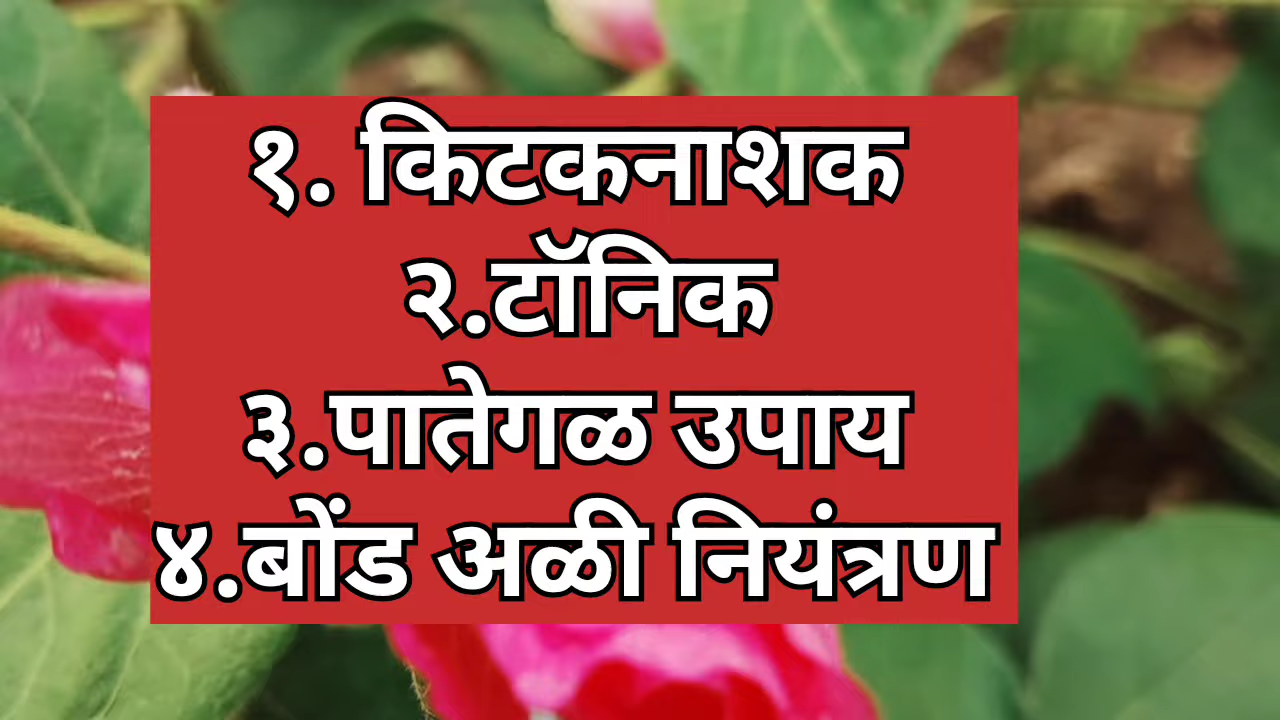 १. किटकनाशक
२.टॉनिक
३.पातेगळ उपाय
४.बोंड अळी नियंत्रण